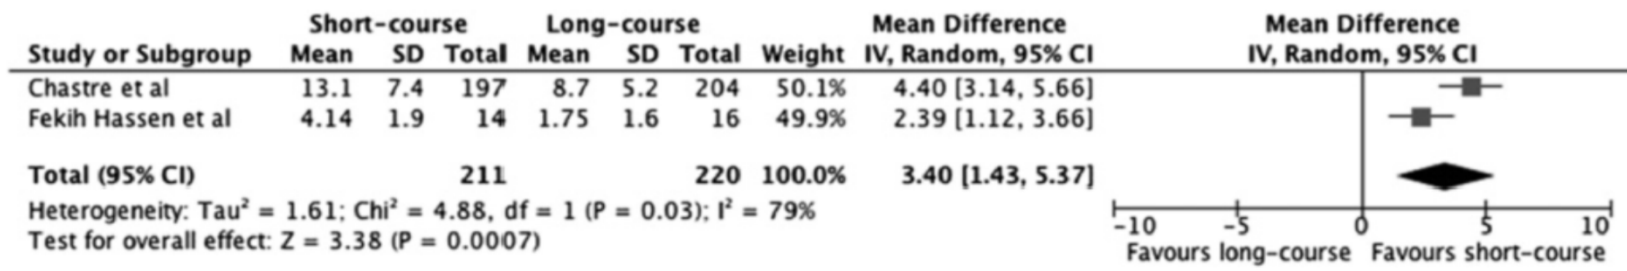 Short-course Long-course Mean Difference Mean Difference
Study or Subgroup Mean SD Total Mean SD Total Weight IV, Random, 95% CI IV, Random, 95% CI
Chastre et al 13.1 7.4 197 8.7 5.2 204 50.1% 4.40 [3.14, 5.66]
Fekih Hassen et al 4.14 1.9 14 1.75 1.6 16 49.9% 2.39 [1.12, 3.66]
Total (95% CI) 211 220 100.0% 3.40 [1.43, 5.37]
Heterogeneity: Tau² = 1.61; Chi² = 4.88, df = 1 (P = 0.03); I² = 79%
Test for overall effect: Z = 3.38 (P = 0.0007)
-10 -5 0 5 10
Favours long-course Favours short-course